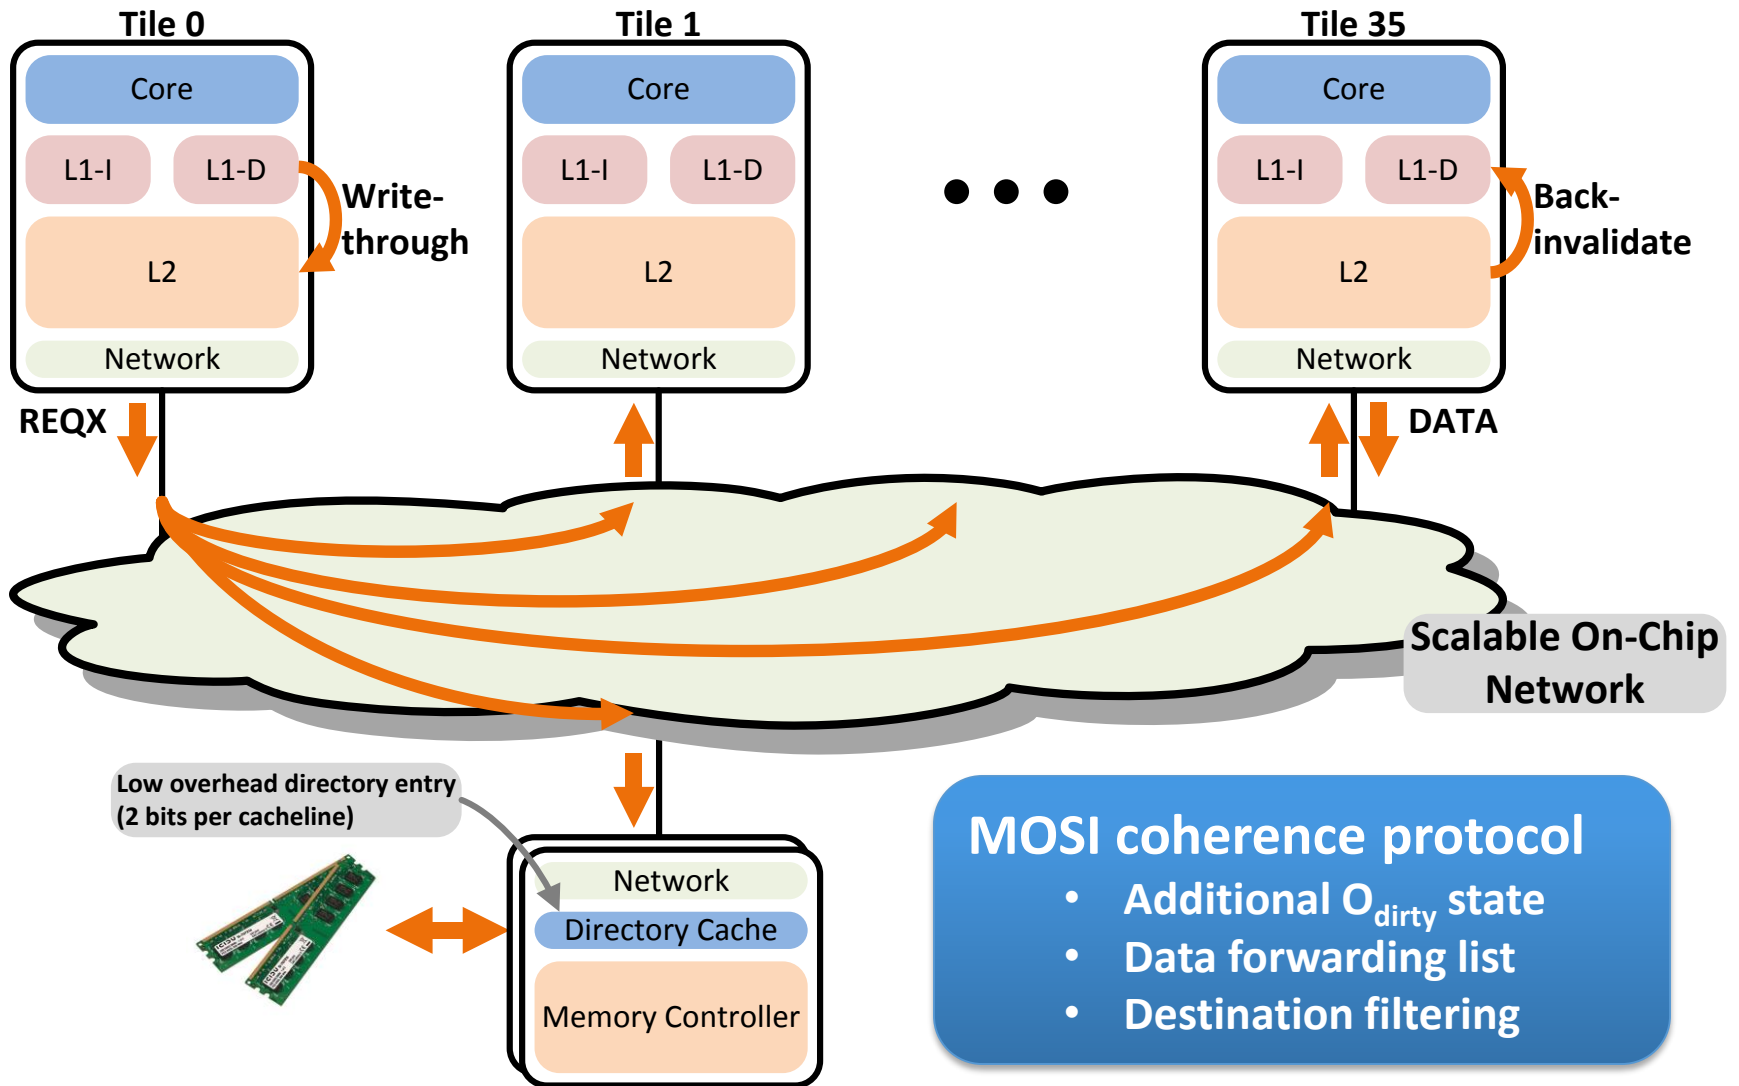 Tile 0
Tile 1
Tile 35
Core
Core
Core
L1-I
L1-D
L1-I
L1-D
L1-I
L1-D
Write-
through
Back-
invalidate
L2
L2
L2
Network
Network
Network
REQX
DATA
Scalable On-Chip
Network
Low overhead directory entry
(2 bits per cacheline)
Network
Directory Cache
Memory Controller
MOSI coherence protocol
• Additional Odirty state
• Data forwarding list
• Destination filtering